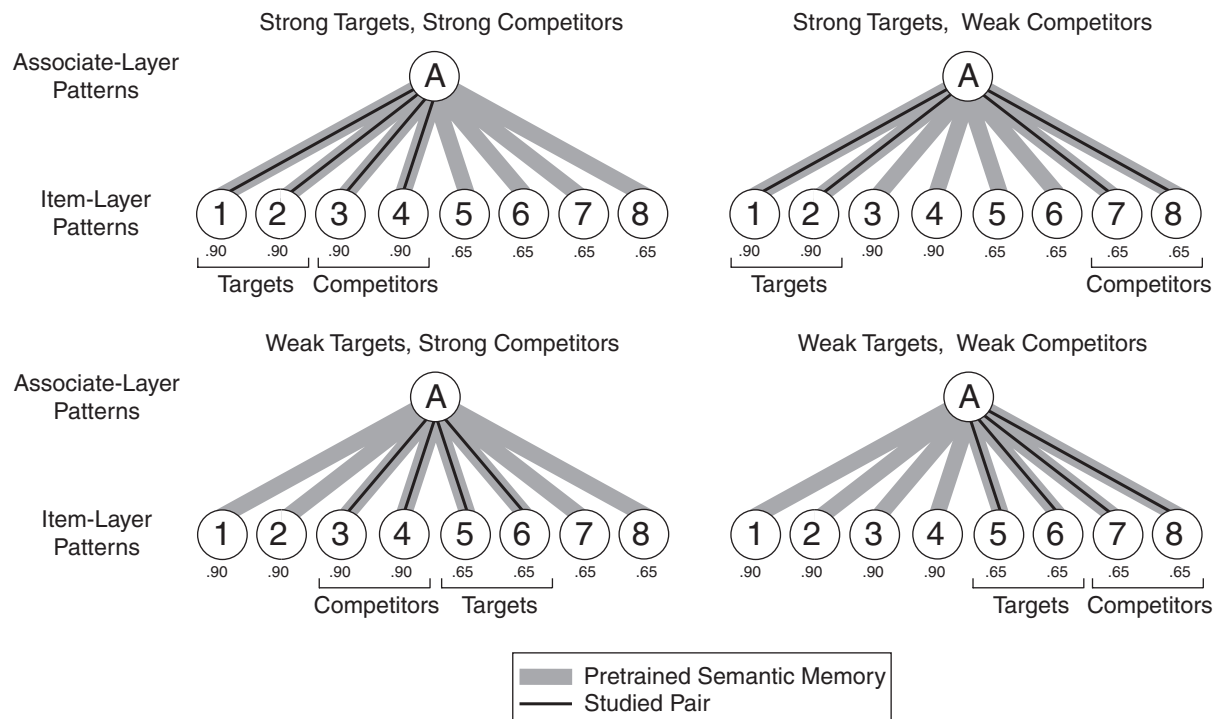 Strong Targets, Strong Competitors
Strong Targets, Weak Competitors
Associate-Layer
Patterns
A
A
Item-Layer
Patterns
1 2 3 4 5 6 7 8
.90 .90 .90 .90 .65 .65 .65 .65
Targets Competitors
1 2 3 4 5 6 7 8
.90 .90 .90 .90 .65 .65 .65 .65
Targets Competitors
Weak Targets, Strong Competitors
Weak Targets, Weak Competitors
Associate-Layer
Patterns
A
A
Item-Layer
Patterns
1 2 3 4 5 6 7 8
.90 .90 .90 .90 .65 .65 .65 .65
Competitors Targets
1 2 3 4 5 6 7 8
.90 .90 .90 .90 .65 .65 .65 .65
Targets Competitors
Pretrained Semantic Memory
Studied Pair